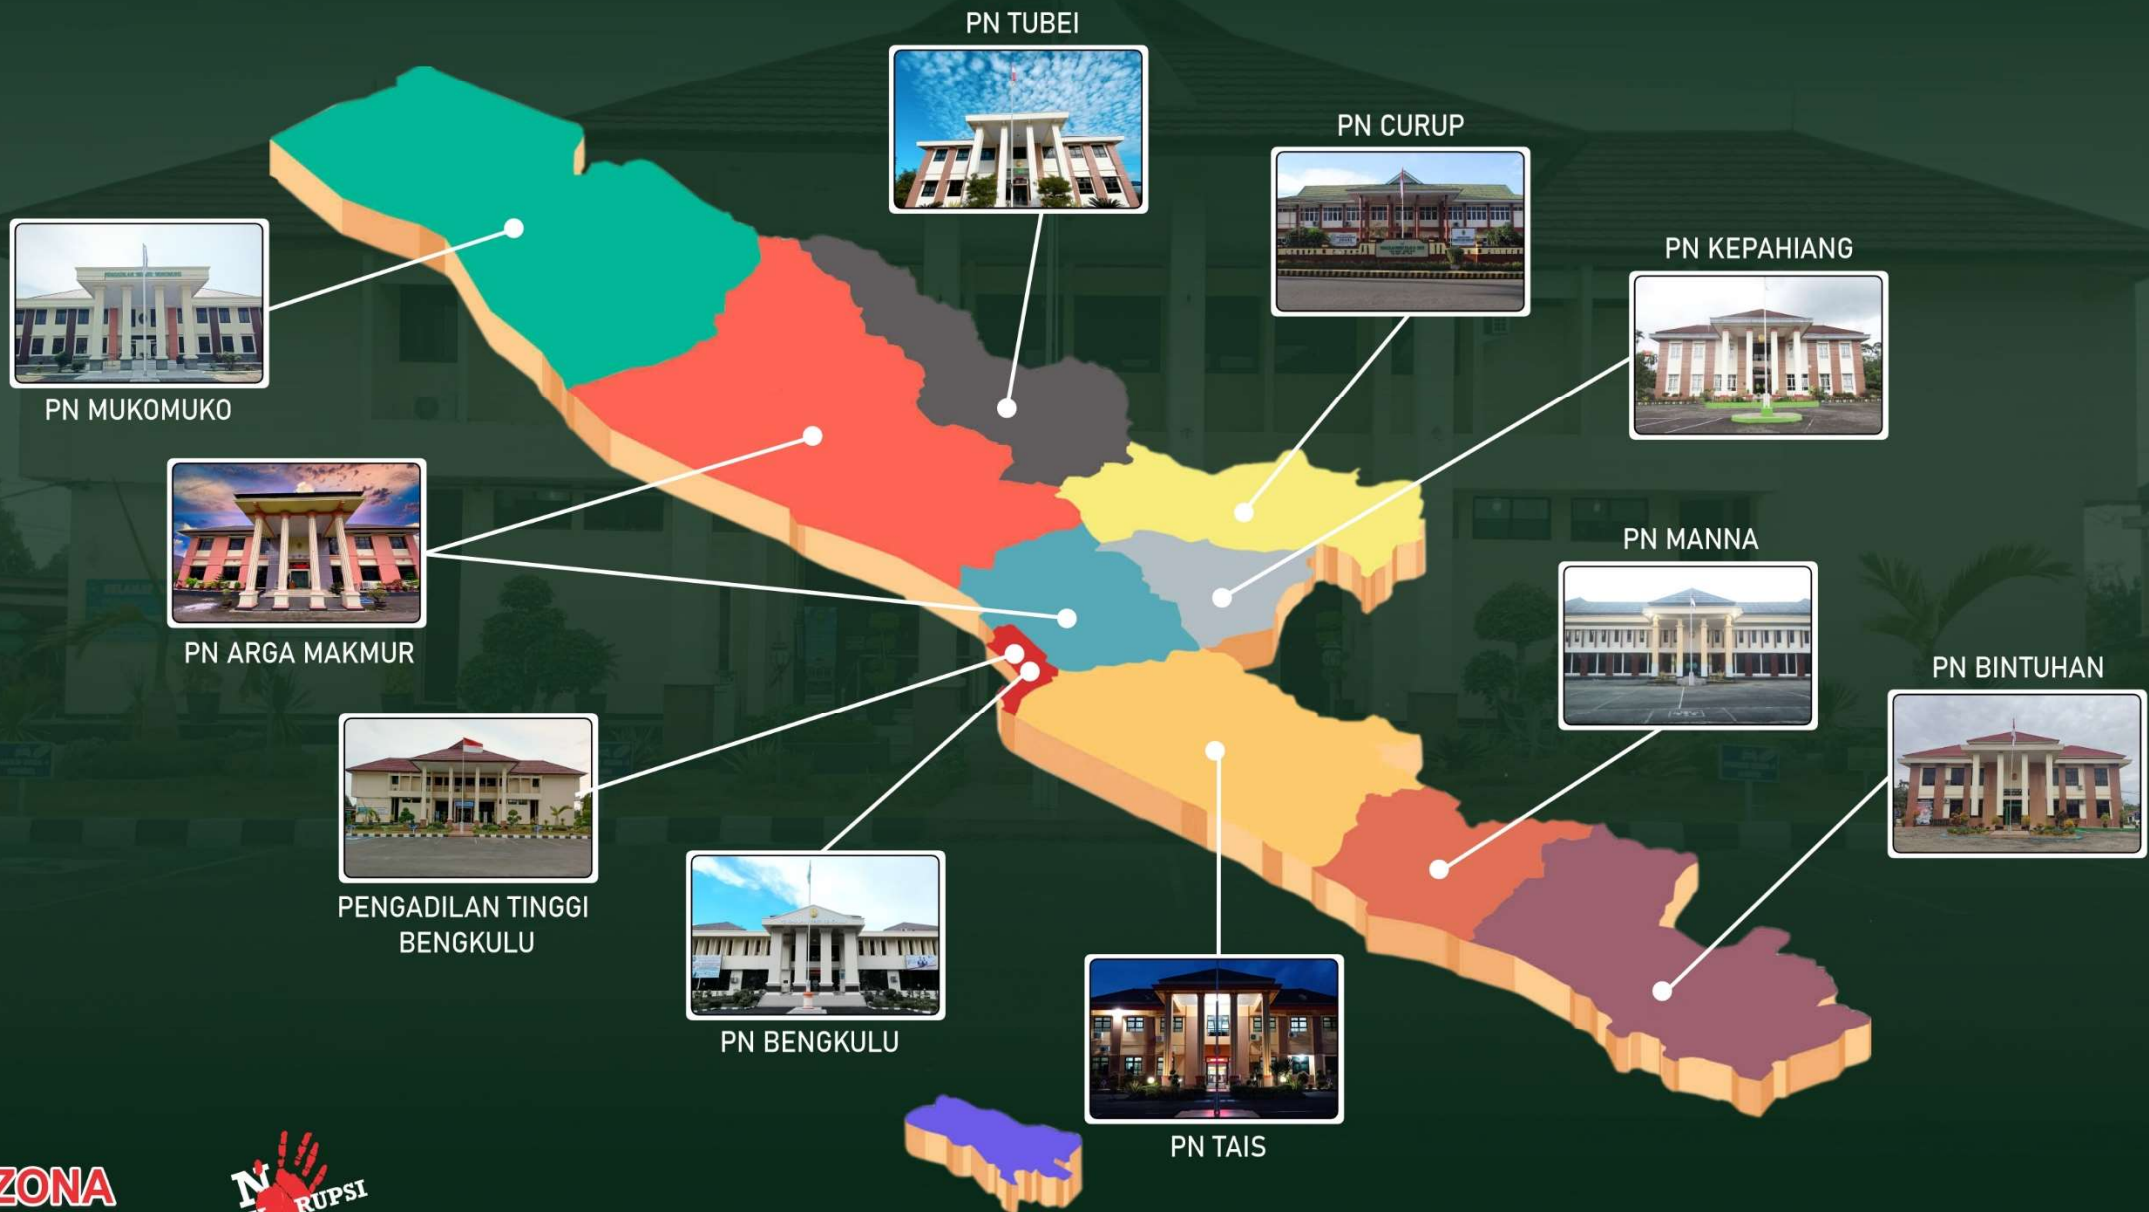 PN TUBEI
PN CURUP
PN KEPAHIANG
PN MUKOMUKO
PN ARGA MAKMUR
PN MANNA
PN BINTUHAN
PENGADILAN TINGGI
BENGKULU
PN BENGKULU
PN TAIS
ZONA
N
RUPSI